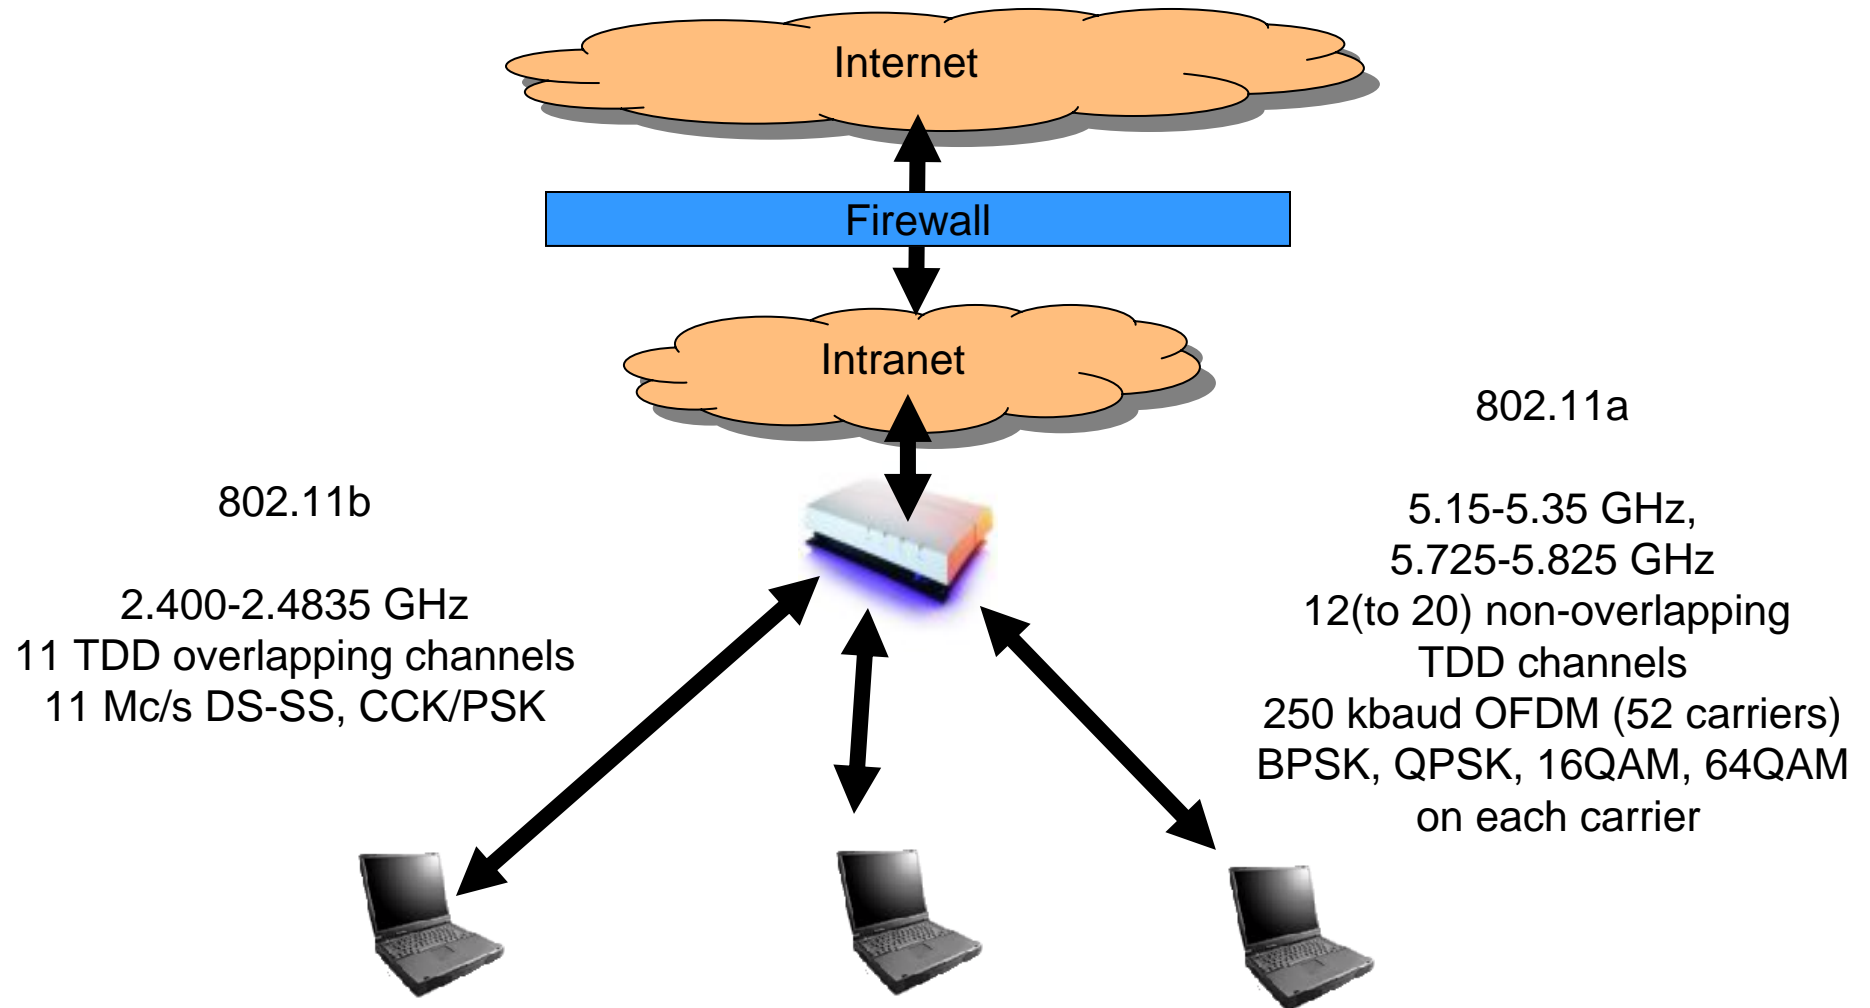 Internet
Firewall
Intranet
802.11b
2.400-2.4835 GHz
11 TDD overlapping channels
11 Mc/s DS-SS, CCK/PSK
802.11a
5.15-5.35 GHz,
5.725-5.825 GHz
12(to 20) non-overlapping
TDD channels
250 kbaud OFDM (52 carriers)
BPSK, QPSK, 16QAM, 64QAM
on each carrier